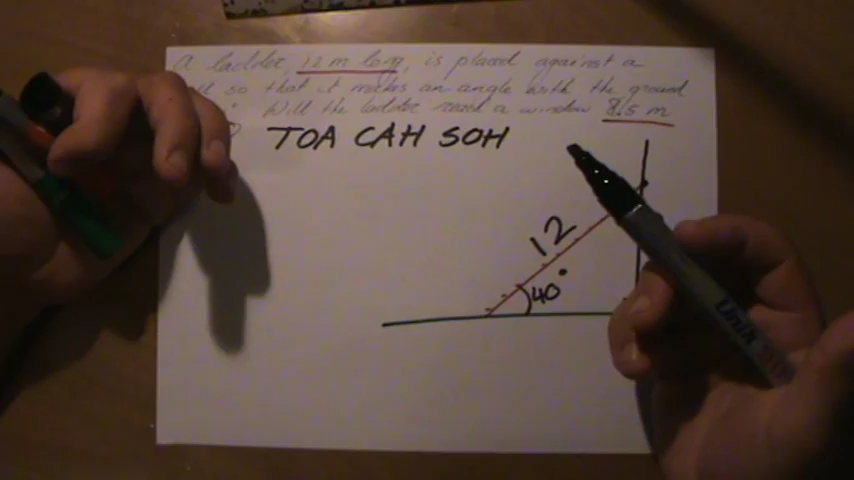 A ladder, 12 m long, is placed against a
so that it makes an angle with the ground
Will the ladder reach a window 8.5 m
TOA CAH SOH
12
40°